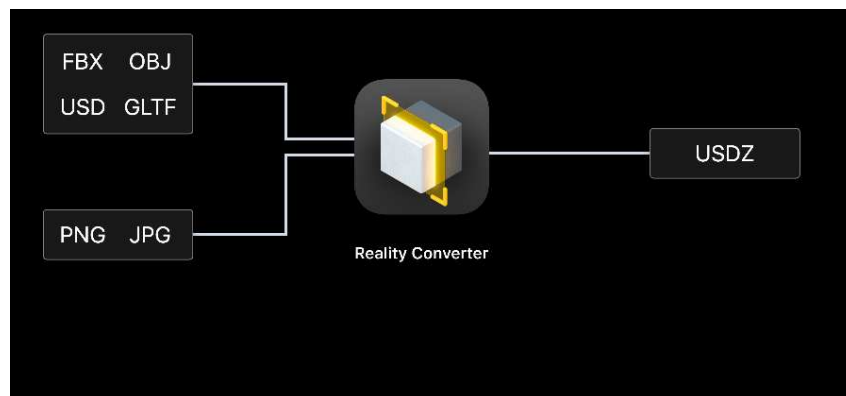 FBX OBJ
USD GLTF
PNG JPG
Reality Converter
USDZ